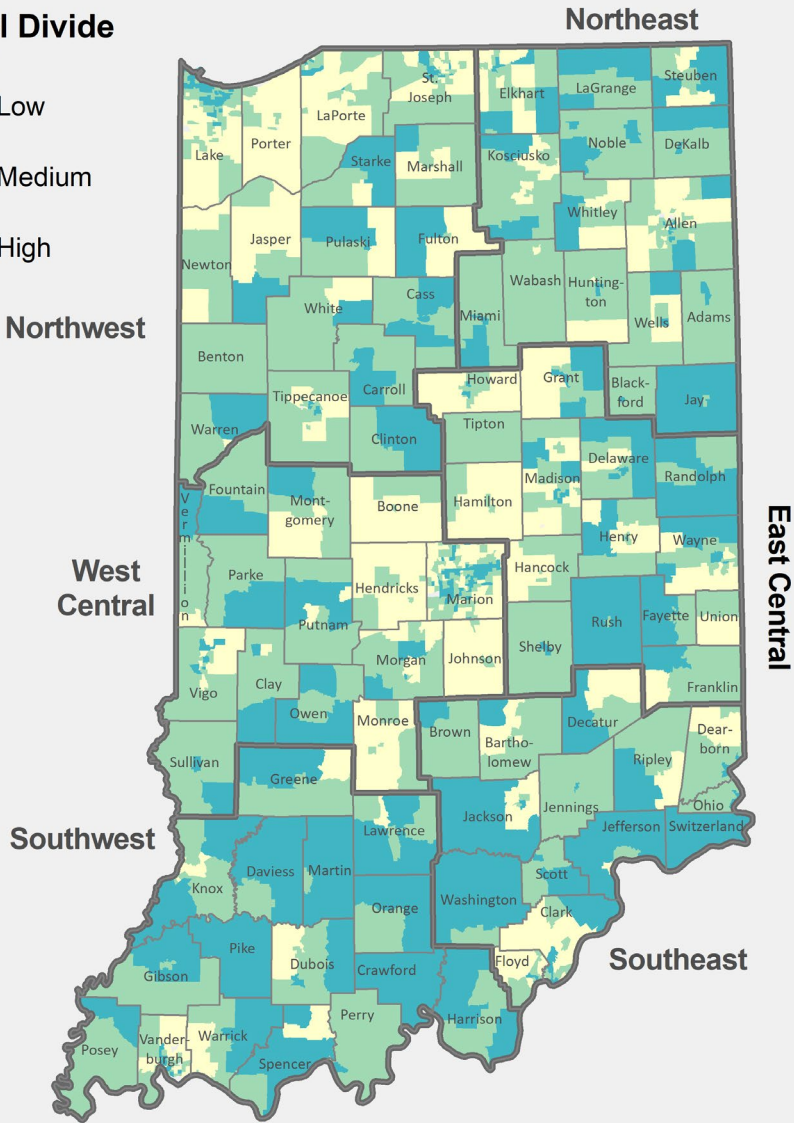 l Divide
Low
Medium
High
Northeast
Northwest
West
Central
East Central
Southwest
Southeast
Lake
Porter
LaPorte
St.
Joseph
Elkhart
LaGrange
Steuben
Starke
Marshall
Kosciusko
Noble
DeKalb
Newton
Jasper
Pulaski
Fulton
Whitley
Allen
White
Cass
Miami
Wabash
Hunting-
ton
Wells
Adams
Benton
Carroll
Howard
Grant
Black-
ford
Jay
Warren
Tippecanoe
Clinton
Tipton
Madison
Delaware
Randolph
Vermillion
Fountain
Mont-
gomery
Boone
Hamilton
Henry
Wayne
Parke
Putnam
Hendricks
Marion
Hancock
Rush
Fayette
Union
Vigo
Clay
Owen
Morgan
Johnson
Shelby
Franklin
Sullivan
Greene
Monroe
Brown
Bartho-
lomew
Decatur
Ripley
Dear-
born
Ohio
Jennings
Jackson
Lawrence
Jefferson
Switzerland
Knox
Daviess
Martin
Orange
Washington
Scott
Clark
Floyd
Gibson
Pike
Dubois
Crawford
Harrison
Posey
Vander-
burgh
Warrick
Spencer
Perry